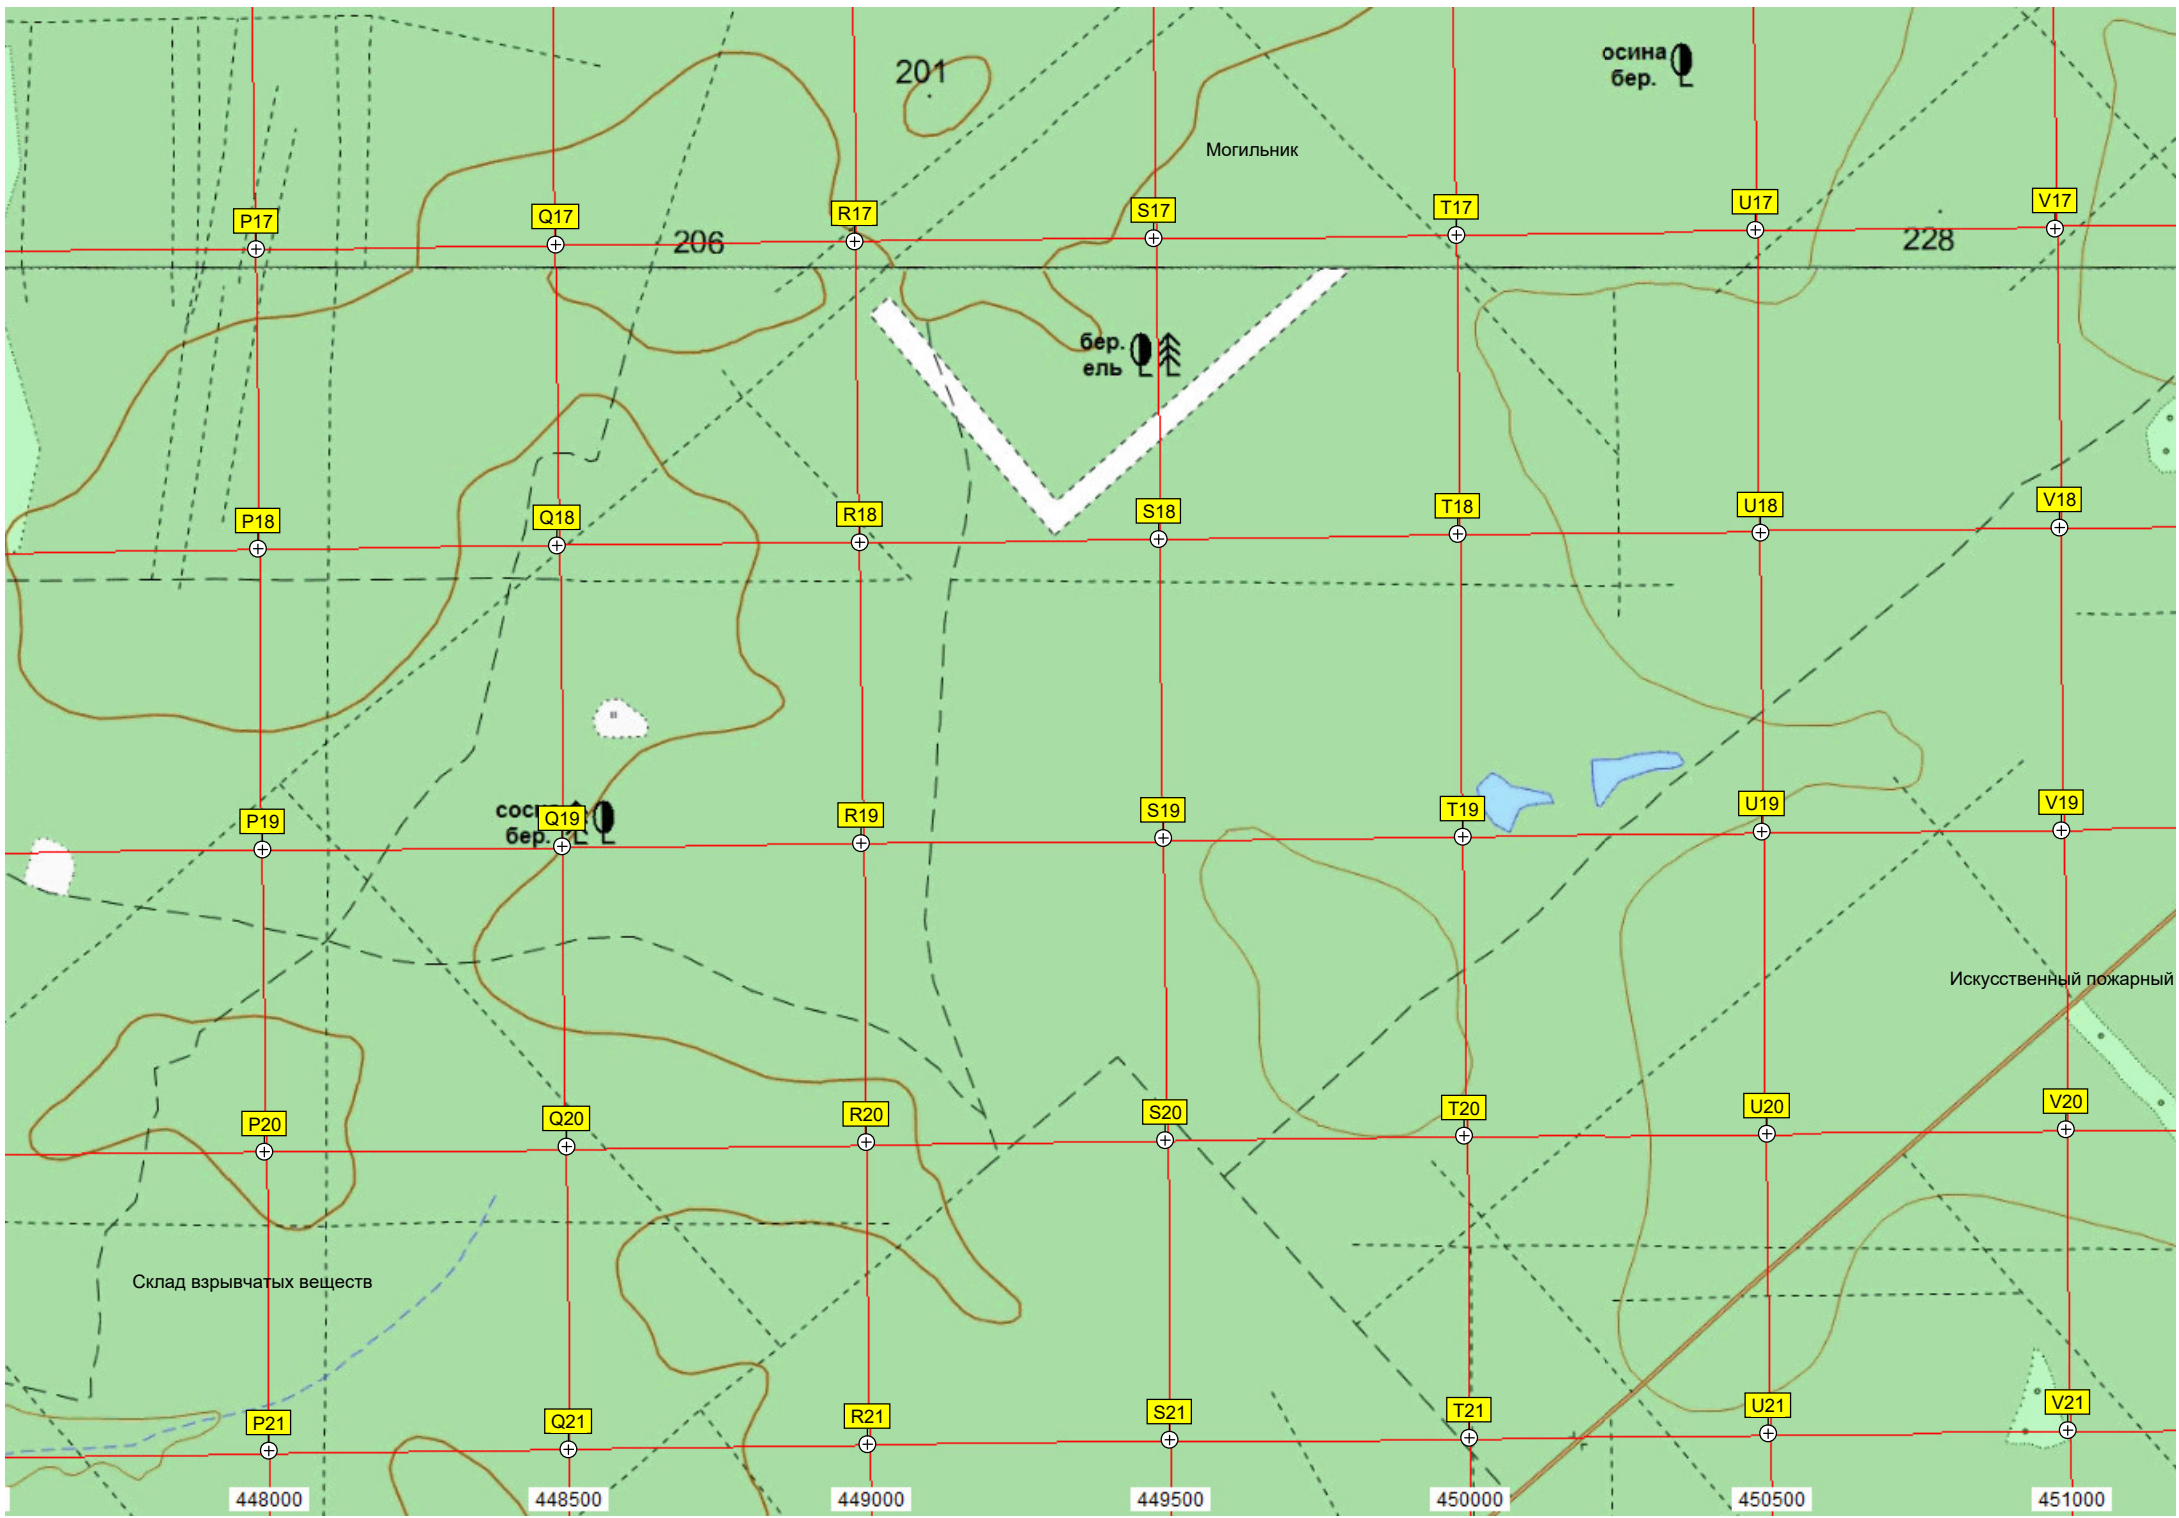 осина
бер.
201
Могильник
P17 Q17 R17 S17 T17 U17 V17
206
228
бер.
ель
P18 Q18 R18 S18 T18 U18 V18
P19 Q19 R19 S19 T19 U19 V19
бер.
Искусственный пожарный
P20 Q20 R20 S20 T20 U20 V20
Склад взрывчатых веществ
P21 Q21 R21 S21 T21 U21 V21
448000 448500 449000 449500 450000 450500 451000